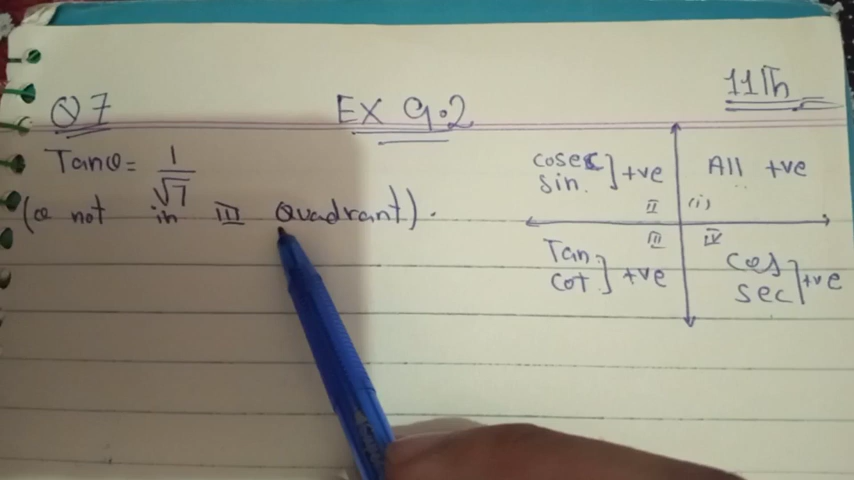 Q7 EX 9.2 11Th
Tanθ = 1/√7
(θ not in III Quadrant).
cosec
sin. ] +ve
All +ve
II (i)
III IV
Tan
cot ] +ve
cos
sec ] +ve